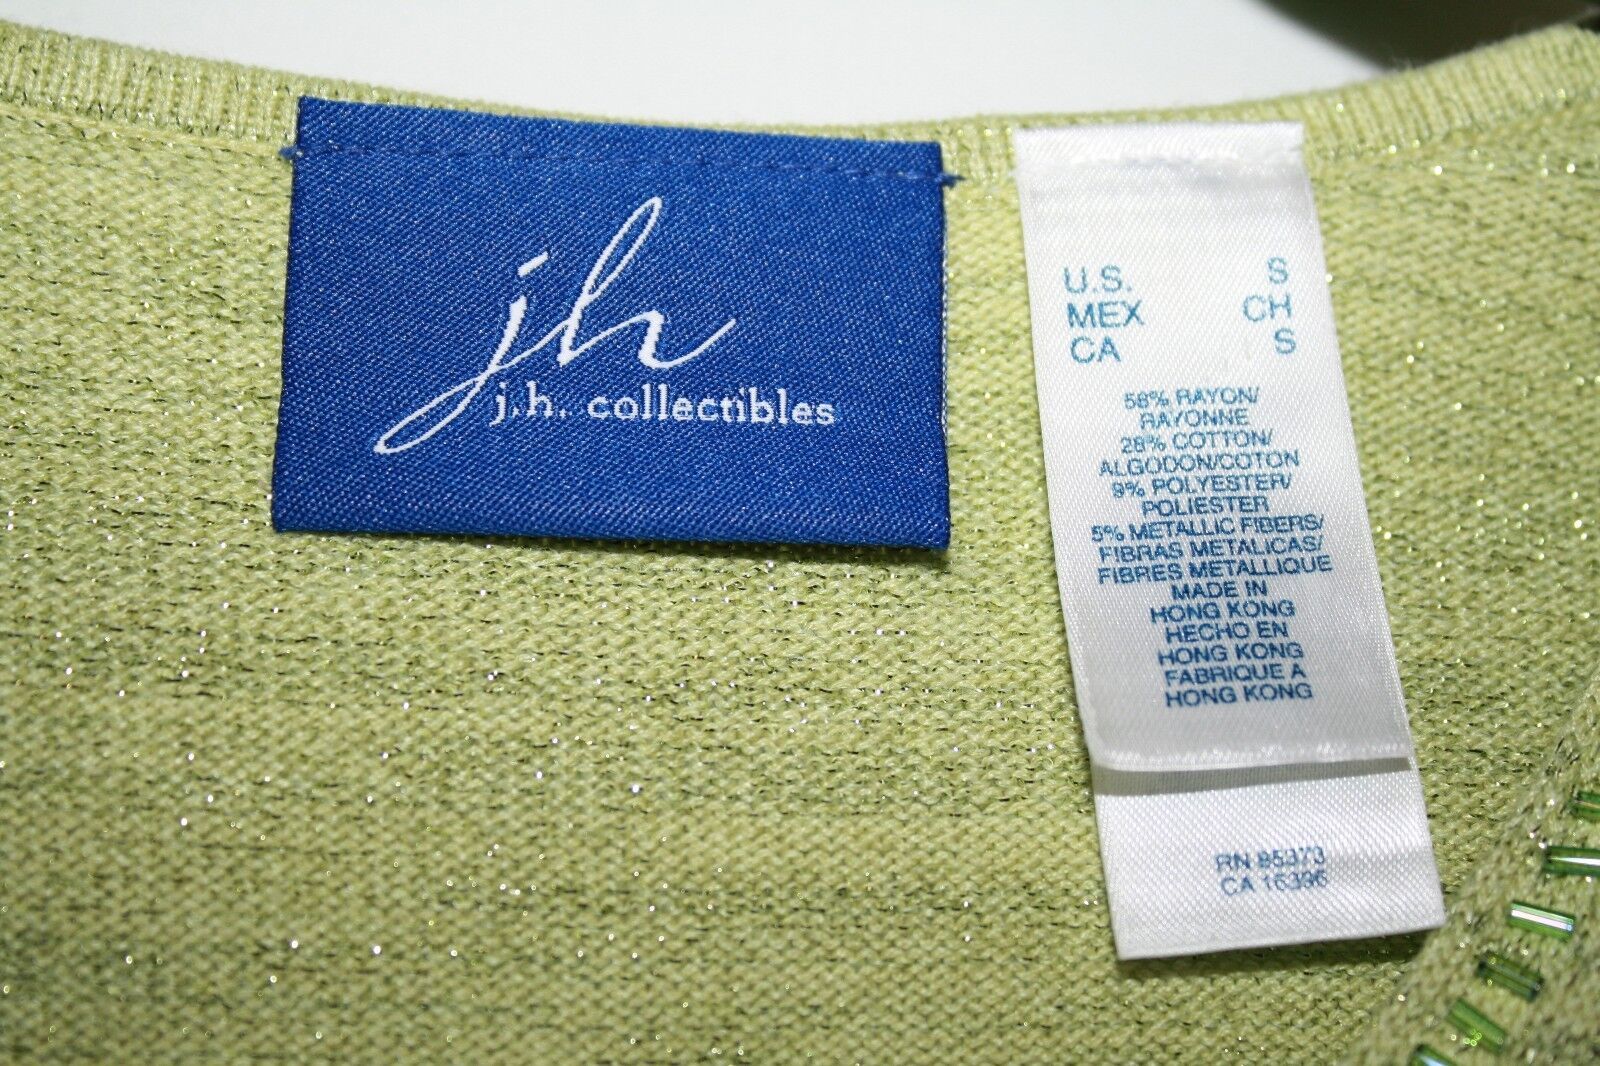 jh
j.h. collectibles
U.S. S
MEX CH
CA S
58% RAYON/
RAYONNE
28% COTTON/
ALGODON/COTON
9% POLYESTER/
POLIESTER
5% METALLIC FIBERS/
FIBRAS METALICAS/
FIBRES METALLIQUE
MADE IN
HONG KONG
HECHO EN
HONG KONG
FABRIQUE A
HONG KONG
RN 85373
CA 16396